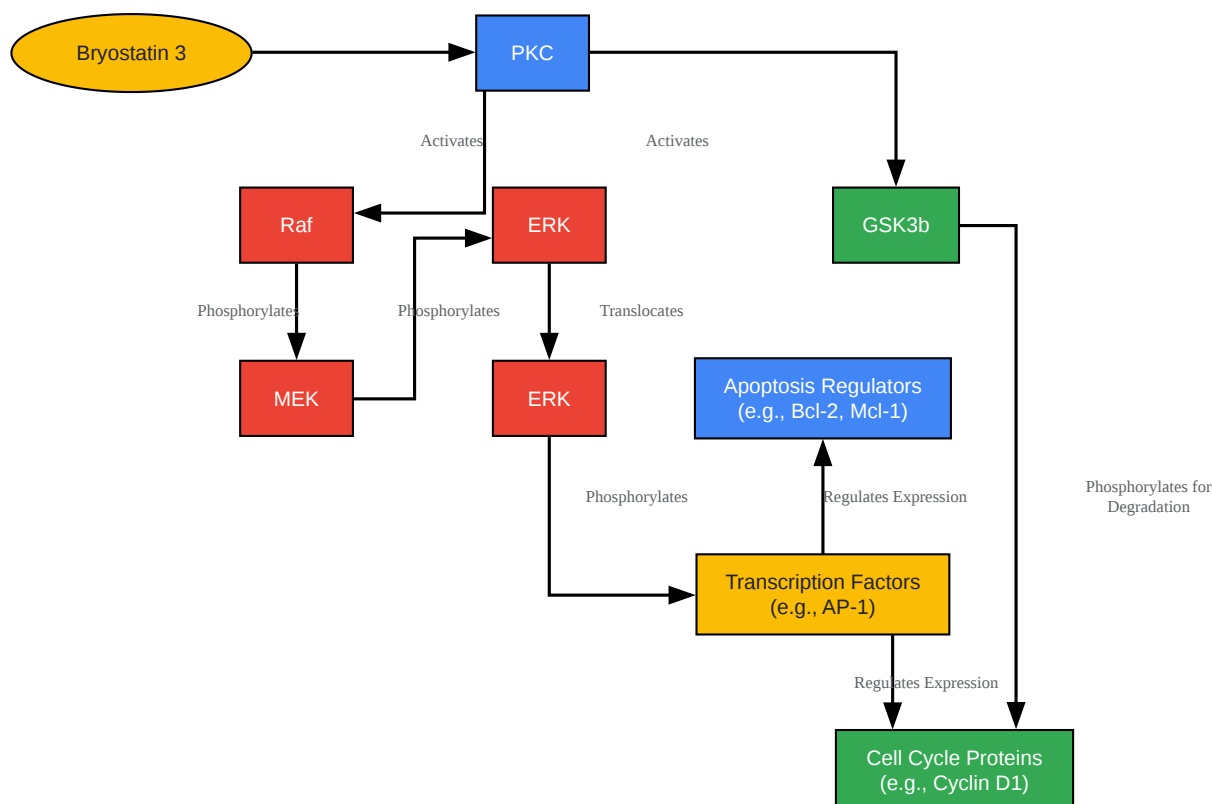 Bryostatin 3
PKC
Activates
Activates
Raf
ERK
GSK3b
Phosphorylates
Phosphorylates
Translocates
MEK
ERK
Apoptosis Regulators
(e.g., Bcl-2, Mcl-1)
Phosphorylates
Regulates Expression
Phosphorylates for
Degradation
Transcription Factors
(e.g., AP-1)
Regulates Expression
Cell Cycle Proteins
(e.g., Cyclin D1)